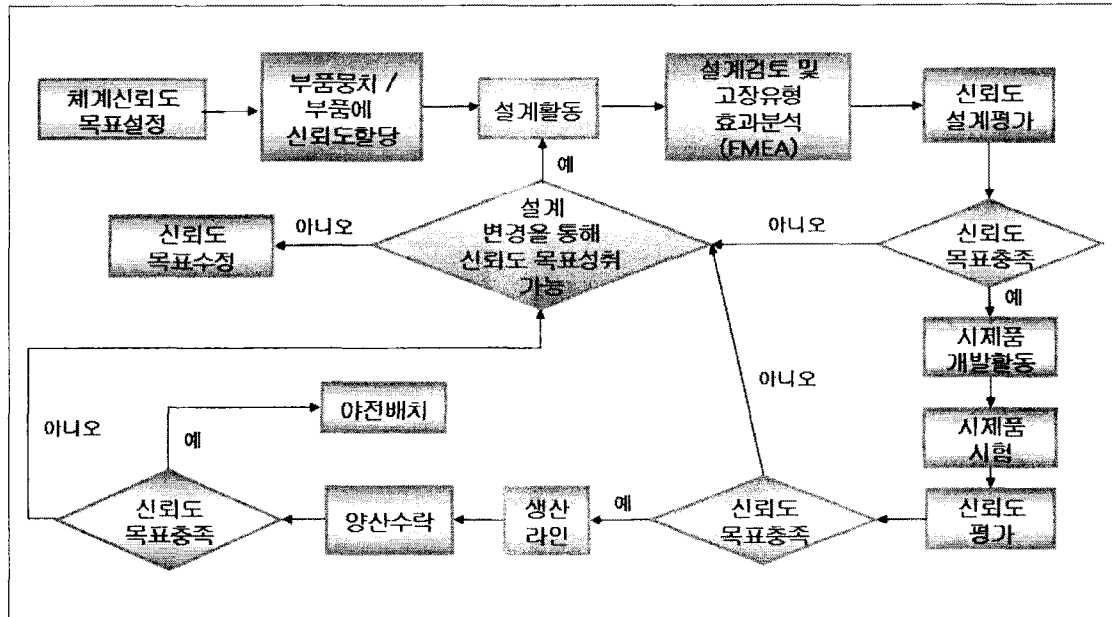 체계신뢰도
목표설정
부품뭉치 /
부품에
신뢰도할당
설계활동
설계검토 및
고장유형
효과분석
(FMEA)
신뢰도
설계평가
예
설계
변경을 통해
신뢰도 목표성취
가능
아니오
신뢰도
목표수정
아니오
신뢰도
목표충족
예
시제품
개발활동
아니오
시제품
시험
아니오
야전배치
예
신뢰도
목표충족
양산수락
생산
라인
예
신뢰도
목표충족
신뢰도
평가